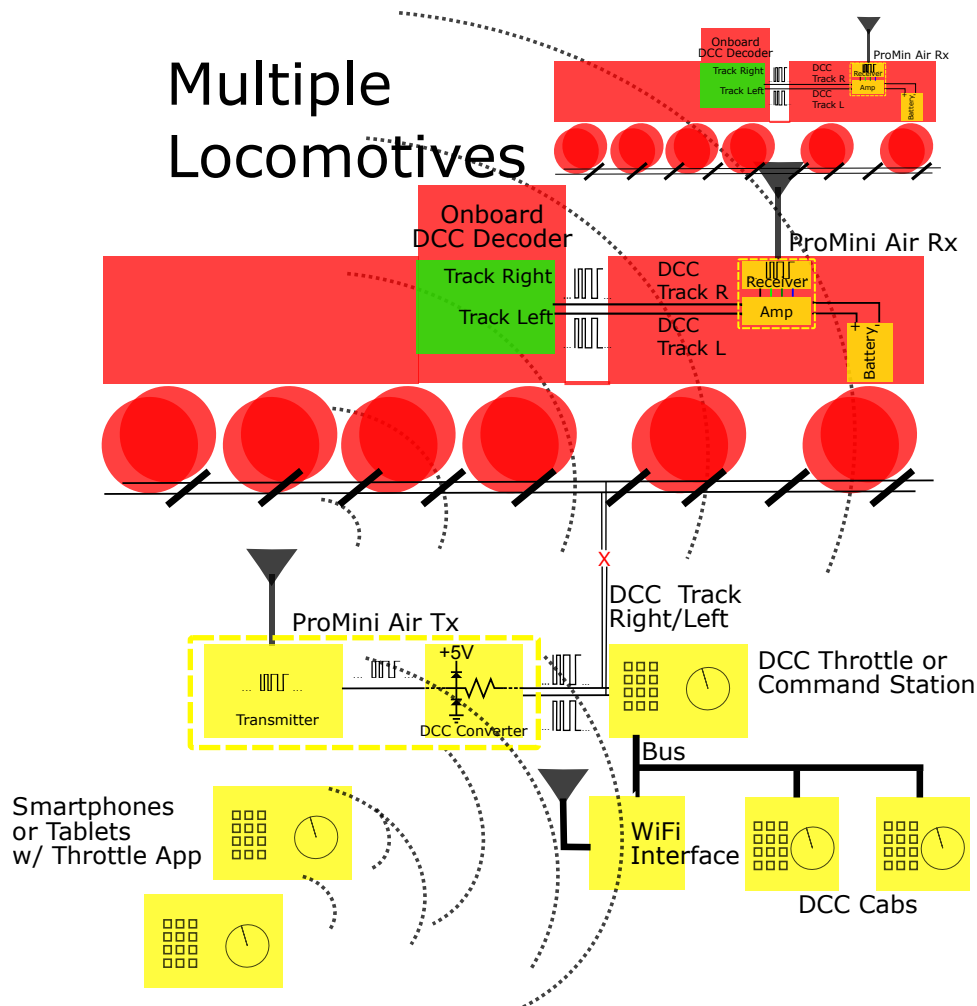 Multiple
Locomotives
Onboard
DCC Decoder
Track Right
Track Left
DCC
Track R
DCC
Track L
ProMin Air Rx
Receiver
Amp
+
Battery
Onboard
DCC Decoder
Track Right
Track Left
... ...
... ...
DCC
Track R
DCC
Track L
ProMini Air Rx
Receiver
Amp
+
Battery
X
DCC Track
Right/Left
ProMini Air Tx
... ...
Transmitter
... ...
+5V
DCC Converter
... ...
... ...
DCC Throttle or
Command Station
Bus
WiFi
Interface
DCC Cabs
Smartphones
or Tablets
w/ Throttle App